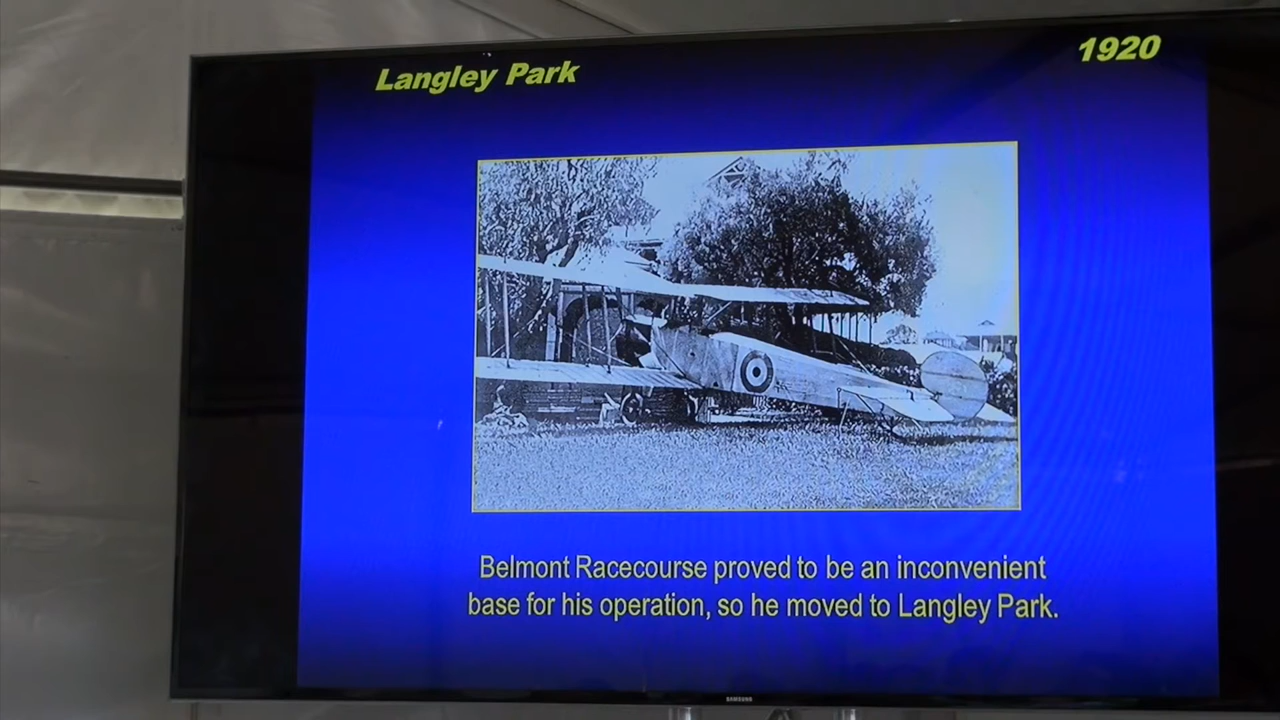 Langley Park
1920
Belmont Racecourse proved to be an inconvenient
base for his operation, so he moved to Langley Park.
SAMSUNG